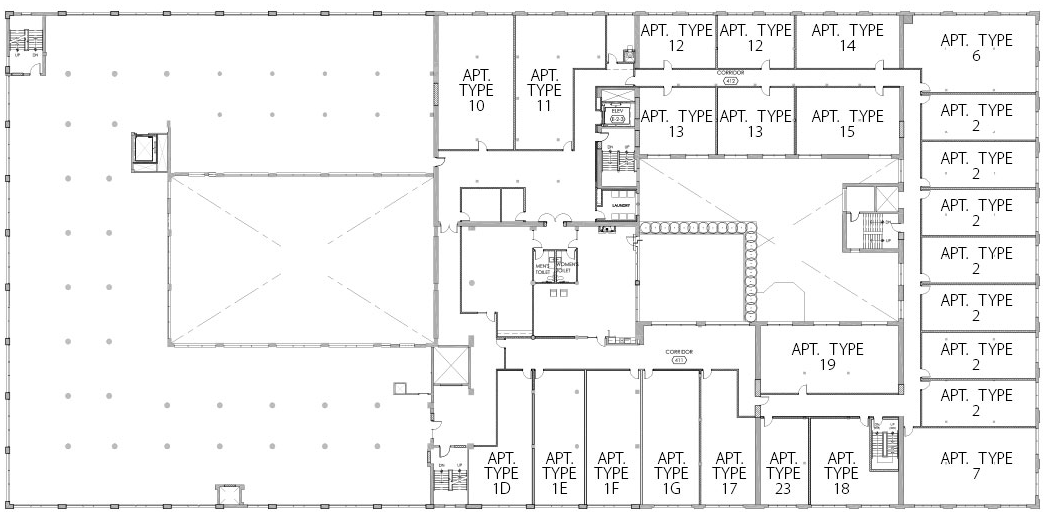 UP DN
APT.
TYPE
10
APT.
TYPE
11
APT. TYPE
12
APT. TYPE
12
APT. TYPE
14
APT. TYPE
6
CORRIDOR
412
ELEV
DN UP
APT. TYPE
13
APT. TYPE
13
APT. TYPE
15
APT. TYPE
2
APT. TYPE
2
APT. TYPE
2
APT. TYPE
2
APT. TYPE
2
APT. TYPE
2
APT. TYPE
2
APT. TYPE
7
LAUNDRY
DN
UP
MEN'S
TOILET
WOMEN'S
TOILET
CORRIDOR
411
APT. TYPE
19
DN UP
APT.
TYPE
1D
APT.
TYPE
1E
APT.
TYPE
1F
APT.
TYPE
1G
APT.
TYPE
17
APT.
TYPE
23
APT.
TYPE
18